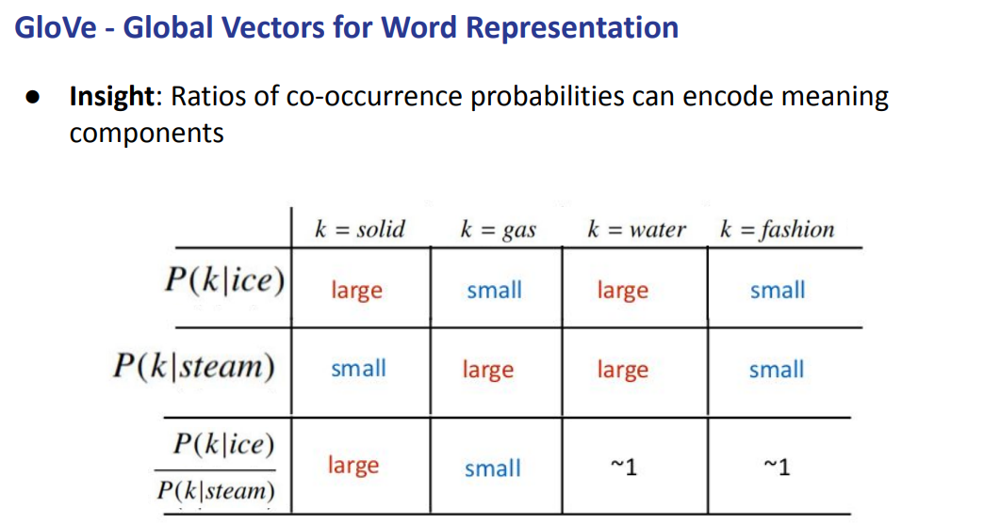 GloVe - Global Vectors for Word Representation
● Insight: Ratios of co-occurrence probabilities can encode meaning
components
k = solid k = gas k = water k = fashion
P(k|ice) large small large small
P(k|steam) small large large small
P(k|ice)
large small ~1 ~1
P(k|steam)